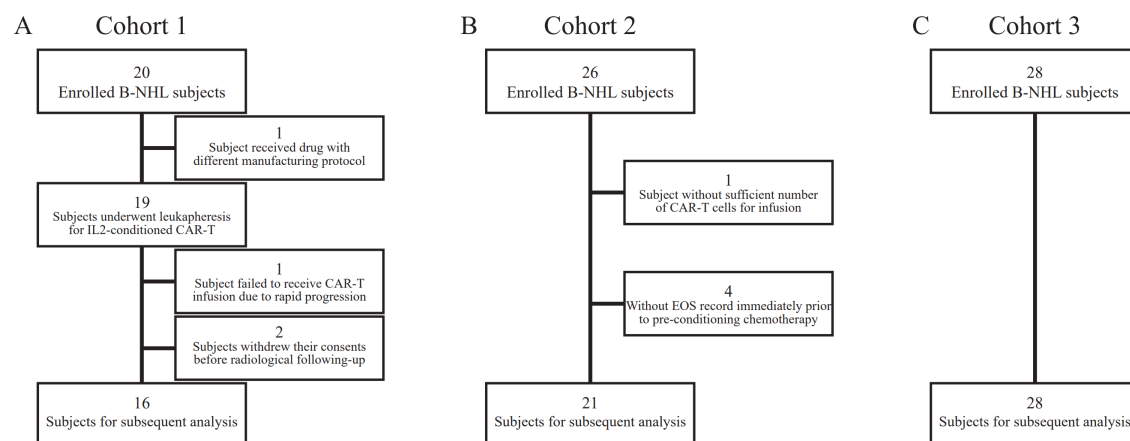 A Cohort 1
20
Enrolled B-NHL subjects
1
Subject received drug with
different manufacturing protocol
19
Subjects underwent leukapheresis
for IL2-conditioned CAR-T
1
Subject failed to receive CAR-T
infusion due to rapid progression
2
Subjects withdrew their consents
before radiological following-up
16
Subjects for subsequent analysis
B Cohort 2
26
Enrolled B-NHL subjects
1
Subject without sufficient number
of CAR-T cells for infusion
4
Without EOS record immediately prior
to pre-conditioning chemotherapy
21
Subjects for subsequent analysis
C Cohort 3
28
Enrolled B-NHL subjects
28
Subjects for subsequent analysis